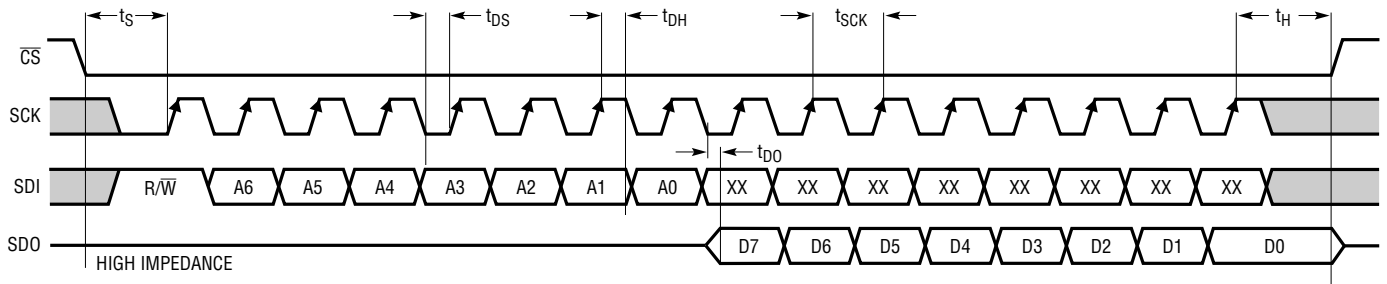 tS tDS tDH tSCK tH
CS
SCK
tDO
SDI R/W A6 A5 A4 A3 A2 A1 A0 XX XX XX XX XX XX XX XX
SDO D7 D6 D5 D4 D3 D2 D1 D0
HIGH IMPEDANCE